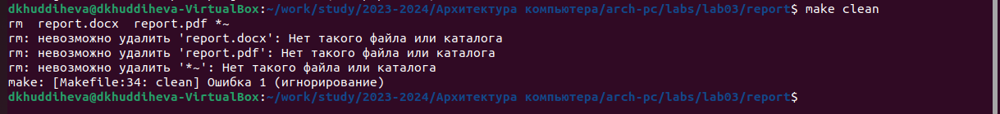 dkhuddiheva@dkhuddiheva-VirtualBox:~/work/study/2023-2024/Архитектура компьютера/arch-pc/labs/lab03/report$ make clean
rm  report.docx  report.pdf *~
rm: невозможно удалить 'report.docx': Нет такого файла или каталога
rm: невозможно удалить 'report.pdf': Нет такого файла или каталога
rm: невозможно удалить '*~': Нет такого файла или каталога
make: [Makefile:34: clean] Ошибка 1 (игнорирование)
dkhuddiheva@dkhuddiheva-VirtualBox:~/work/study/2023-2024/Архитектура компьютера/arch-pc/labs/lab03/report$